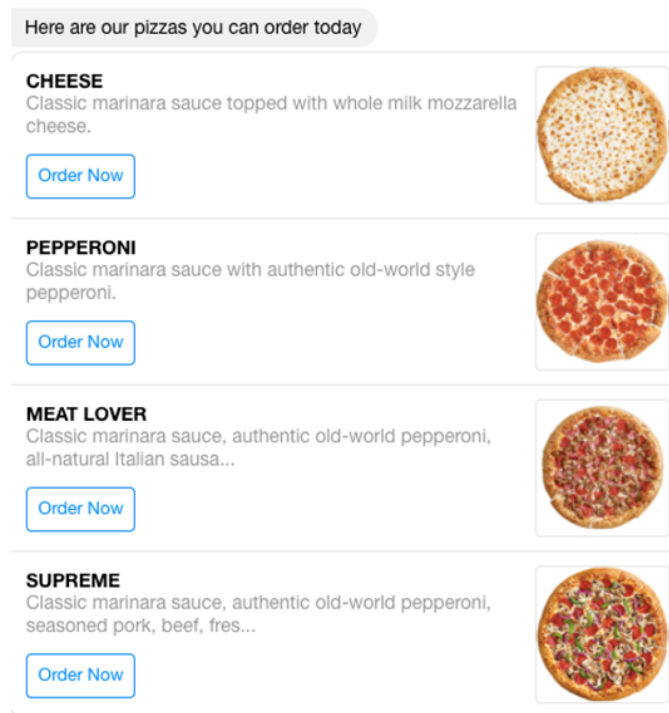 Here are our pizzas you can order today
CHEESE
Classic marinara sauce topped with whole milk mozzarella
cheese.
Order Now
PEPPERONI
Classic marinara sauce with authentic old-world style
pepperoni.
Order Now
MEAT LOVER
Classic marinara sauce, authentic old-world pepperoni,
all-natural Italian sausa...
Order Now
SUPREME
Classic marinara sauce, authentic old-world pepperoni,
seasoned pork, beef, fres...
Order Now